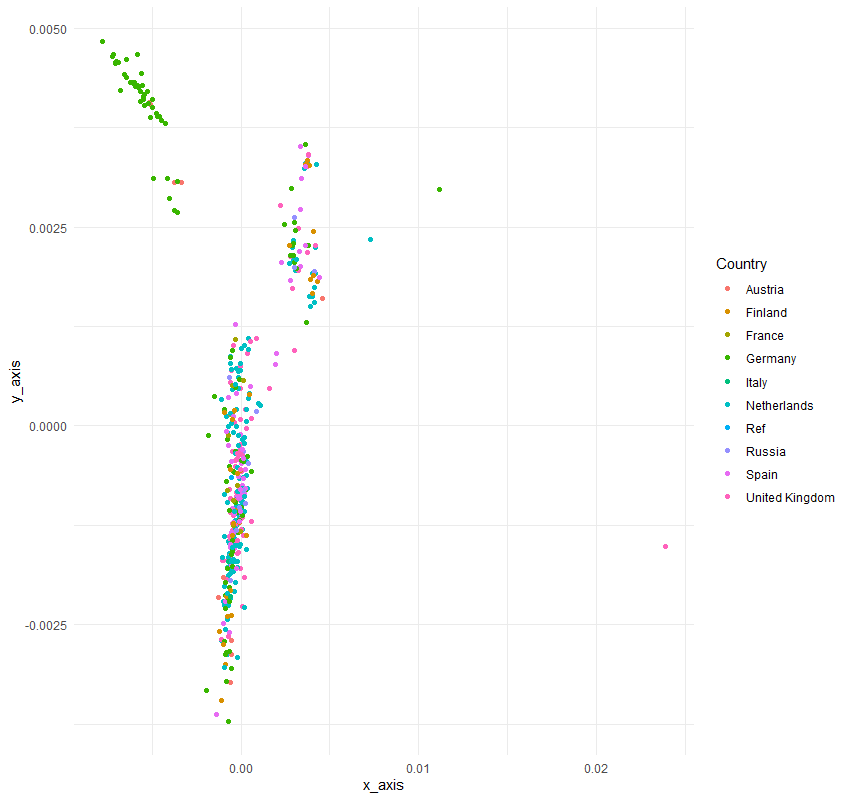 0.0050
0.0025
0.0000
-0.0025
y_axis
0.00
0.01
0.02
x_axis
Country
Austria
Finland
France
Germany
Italy
Netherlands
Ref
Russia
Spain
United Kingdom